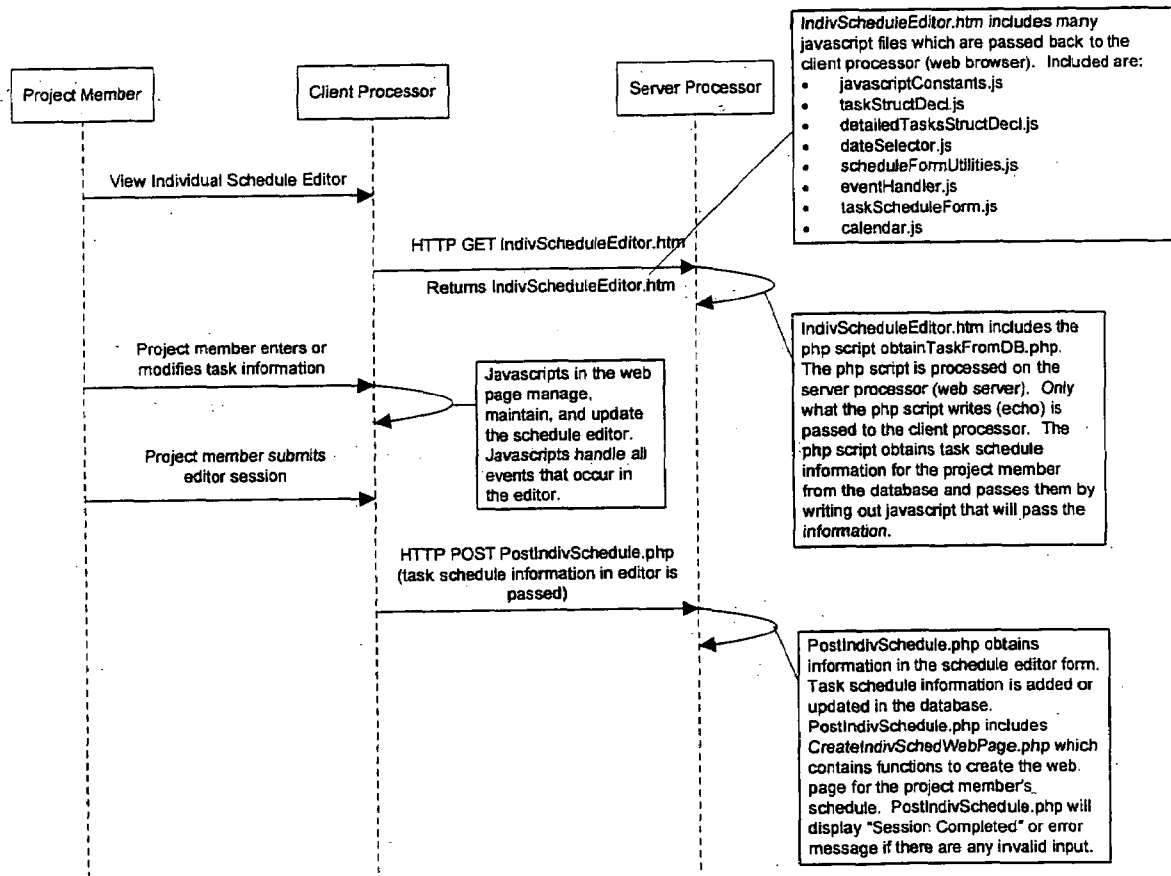 IndivScheduleEditor.htm includes many
javascript files which are passed back to the
client processor (web browser). Included are:
• javascriptConstants.js
• taskStructDecl.js
• detailedTasksStructDecl.js
• dateSelector.js
• scheduleFormUtilities.js
• eventHandler.js
• taskScheduleForm.js
• calendar.js
Project Member
Client Processor
Server Processor
View Individual Schedule Editor
HTTP GET IndivScheduleEditor.htm
Returns IndivScheduleEditor.htm
IndivScheduleEditor.htm includes the
php script obtainTaskFromDB.php.
The php script is processed on the
server processor (web server). Only
what the php script writes (echo) is
passed to the client processor. The
php script obtains task schedule
information for the project member
from the database and passes them by
writing out javascript that will pass the
information.
Project member enters or
modifies task information
Javascripts in the web
page manage,
maintain, and update
the schedule editor.
Javascripts handle all
events that occur in
the editor.
Project member submits
editor session
HTTP POST PostIndivSchedule.php
(task schedule information in editor is
passed)
PostIndivSchedule.php obtains
information in the schedule editor form.
Task schedule information is added or
updated in the database.
PostIndivSchedule.php includes
CreateIndivSchedWebPage.php which
contains functions to create the web
page for the project member's
schedule. PostIndivSchedule.php will
display "Session Completed" or error
message if there are any invalid input.